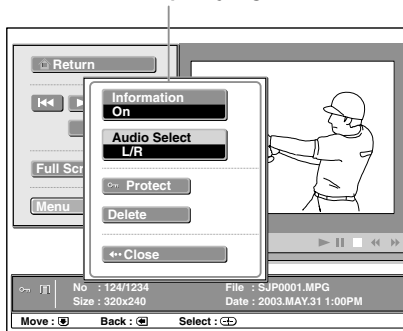 Return
Information
On
Audio Select
L/R
Full Scr
Protect
Menu
Delete
Close
No : 124/1234
File : SJP0001.MPG
Size : 320x240
Date : 2003.MAY.31 1:00PM
Move :
Back :
Select :